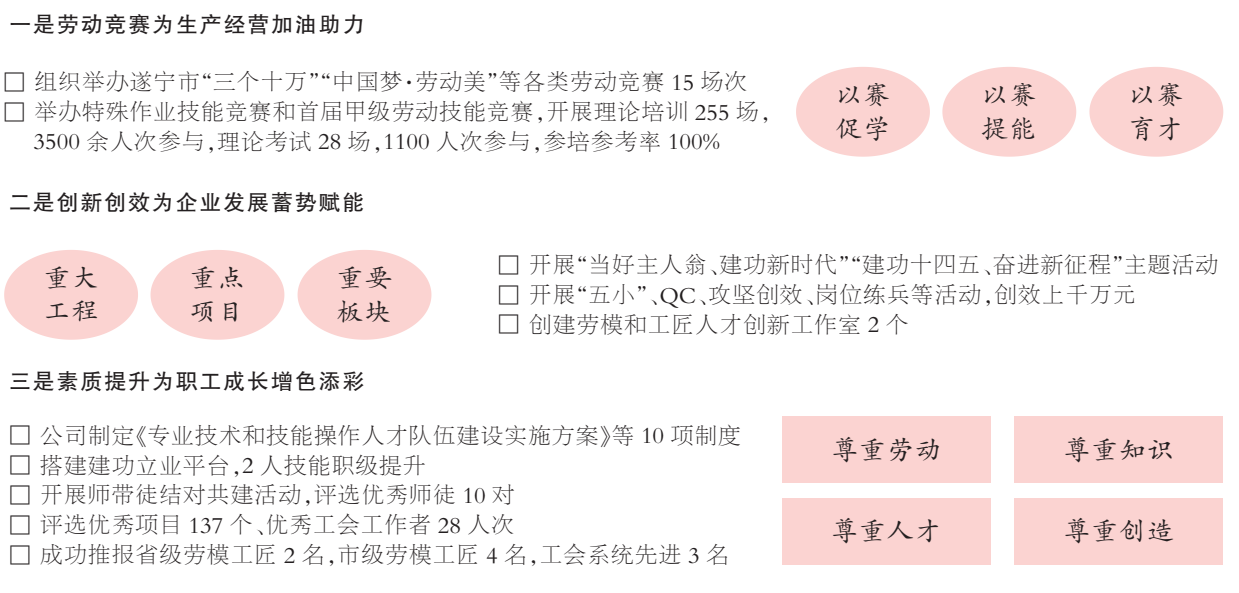 一是劳动竞赛为生产经营加油助力
□ 组织举办遂宁市“三个十万”“中国梦·劳动美”等各类劳动竞赛 15 场次
□ 举办特殊作业技能竞赛和首届甲级劳动技能竞赛,开展理论培训 255 场,
3500 余人次参与,理论考试 28 场,1100 人次参与,参培参考率 100%
以赛
促学
以赛
提能
以赛
育才
二是创新创效为企业发展蓄势赋能
重大
工程
重点
项目
重要
板块
□ 开展“当好主人翁、建功新时代”“建功十四五、奋进新征程”主题活动
□ 开展“五小”、QC、攻坚创效、岗位练兵等活动,创效上千万元
□ 创建劳模和工匠人才创新工作室 2 个
三是素质提升为职工成长增色添彩
□ 公司制定《专业技术和技能操作人才队伍建设实施方案》等 10 项制度
□ 搭建建功立业平台,2 人技能职级提升
□ 开展师带徒结对共建活动,评选优秀师徒 10 对
□ 评选优秀项目 137 个、优秀工会工作者 28 人次
□ 成功推报省级劳模工匠 2 名,市级劳模工匠 4 名,工会系统先进 3 名
尊重劳动
尊重知识
尊重人才
尊重创造